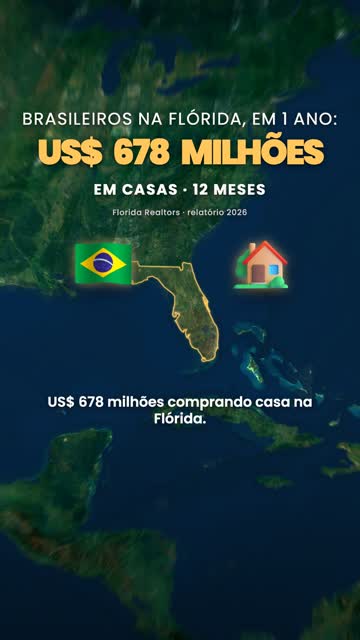 BRASILEIROS NA FLÓRIDA, EM 1 ANO:
US$ 678 MILHÕES
EM CASAS · 12 MESES
Florida Realtors · relatório 2026
US$ 678 milhões comprando casa na
Flórida.